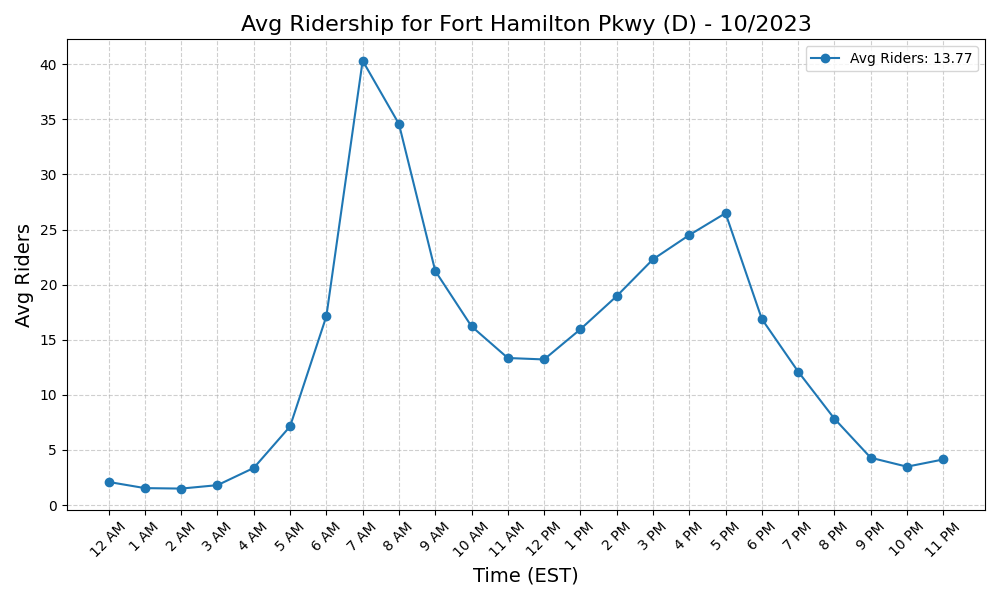 Avg Ridership for Fort Hamilton Pkwy (D) - 10/2023
Avg Riders: 13.77
Avg Riders
40
35
30
25
20
15
10
5
0
12 AM
1 AM
2 AM
3 AM
4 AM
5 AM
6 AM
7 AM
8 AM
9 AM
10 AM
11 AM
12 PM
1 PM
2 PM
3 PM
4 PM
5 PM
6 PM
7 PM
8 PM
9 PM
10 PM
11 PM
Time (EST)